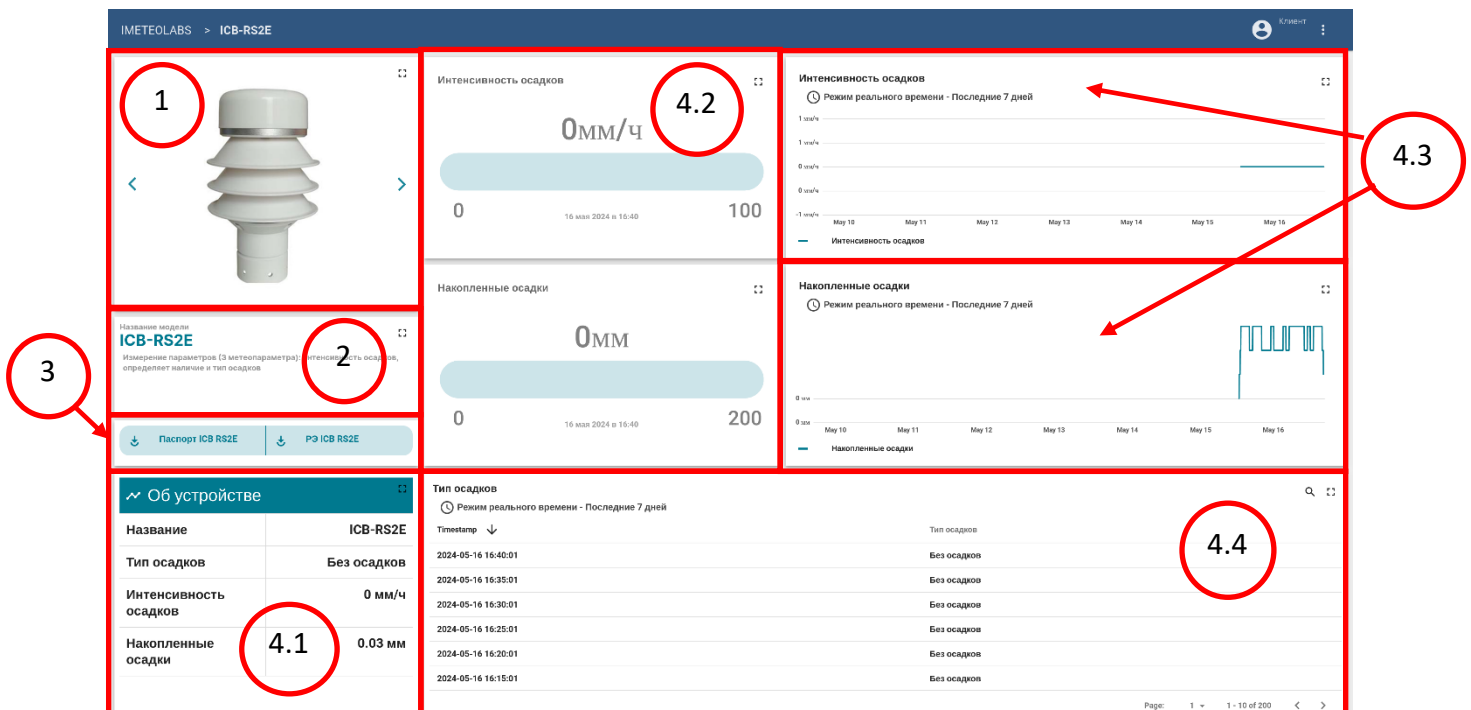 IMETEOLABS > ICB-RS2E
Клиент
1
Интенсивность осадков
4.2
0мм/ч
0
16 мая 2024 в 16:40
100
Интенсивность осадков
Режим реального времени - Последние 7 дней
1 мм/ч
1 мм/ч
0 мм/ч
0 мм/ч
-1 мм/ч
May 10 May 11 May 12 May 13 May 14 May 15 May 16
Интенсивность осадков
4.3
Название модели
ICB-RS2E
Измерение параметров (3 метеопараметра): интенсивность осадков,
определяет наличие и тип осадков
2
3
Накопленные осадки
0мм
0
16 мая 2024 в 16:40
200
Накопленные осадки
Режим реального времени - Последние 7 дней
0 мм
0 мм
May 10 May 11 May 12 May 13 May 14 May 15 May 16
Накопленные осадки
Паспорт ICB RS2E
РЭ ICB RS2E
Об устройстве
Название ICB-RS2E
Тип осадков Без осадков
Интенсивность 0 мм/ч
осадков
Накопленные 0.03 мм
осадки
4.1
Тип осадков
Режим реального времени - Последние 7 дней
Timestamp Тип осадков
2024-05-16 16:40:01 Без осадков
2024-05-16 16:35:01 Без осадков
2024-05-16 16:30:01 Без осадков
2024-05-16 16:25:01 Без осадков
2024-05-16 16:20:01 Без осадков
2024-05-16 16:15:01 Без осадков
4.4
Page: 1 1 - 10 of 200